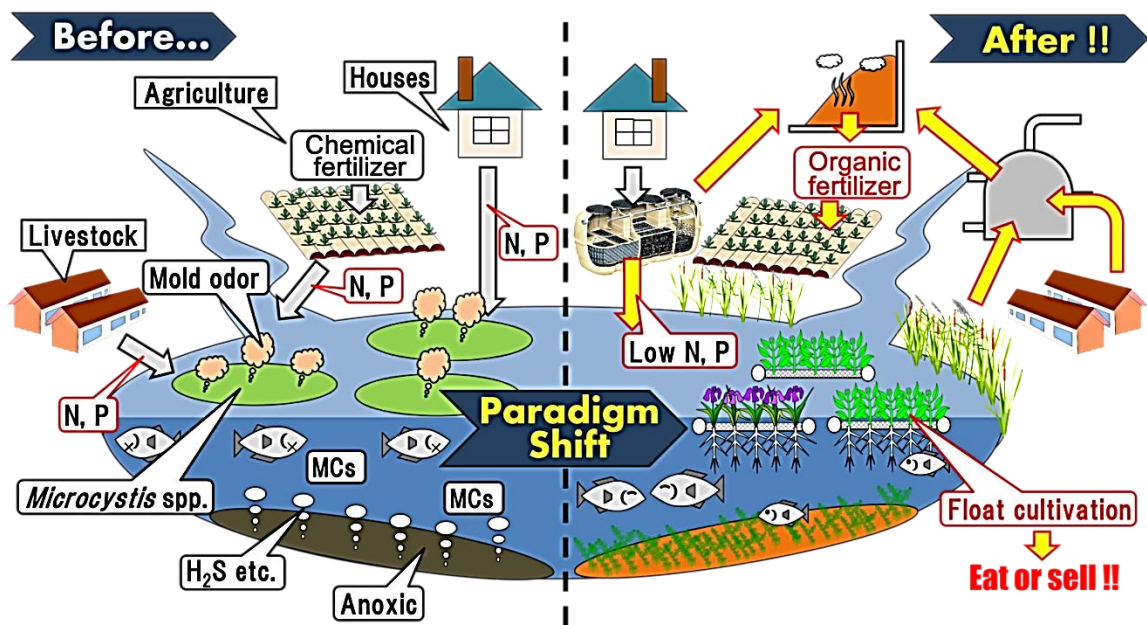 Before...
After !!
Agriculture
Houses
Chemical
fertilizer
Organic
fertilizer
Livestock
Mold odor
N, P
N, P
N, P
Low N, P
Paradigm
Shift
MCs
MCs
Microcystis spp.
H₂S etc.
Anoxic
Float cultivation
Eat or sell !!